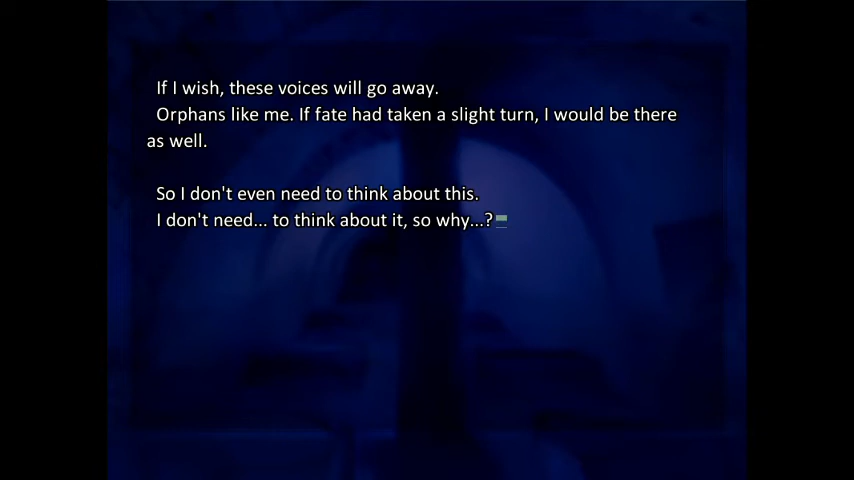 If I wish, these voices will go away.
Orphans like me. If fate had taken a slight turn, I would be there
as well.
So I don't even need to think about this.
I don't need... to think about it, so why...?